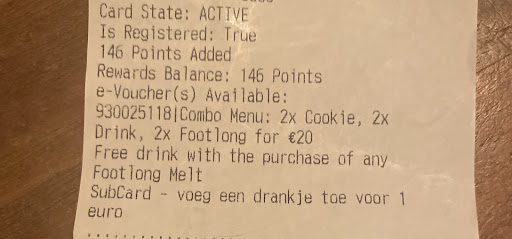 Card State: ACTIVE
Is Registered: True
146 Points Added
Rewards Balance: 146 Points
e-Voucher(s) Available:
930025118|Combo Menu: 2x Cookie, 2x
Drink, 2x Footlong for €20
Free drink with the purchase of any
Footlong Melt
SubCard - voeg een drankje toe voor 1
euro